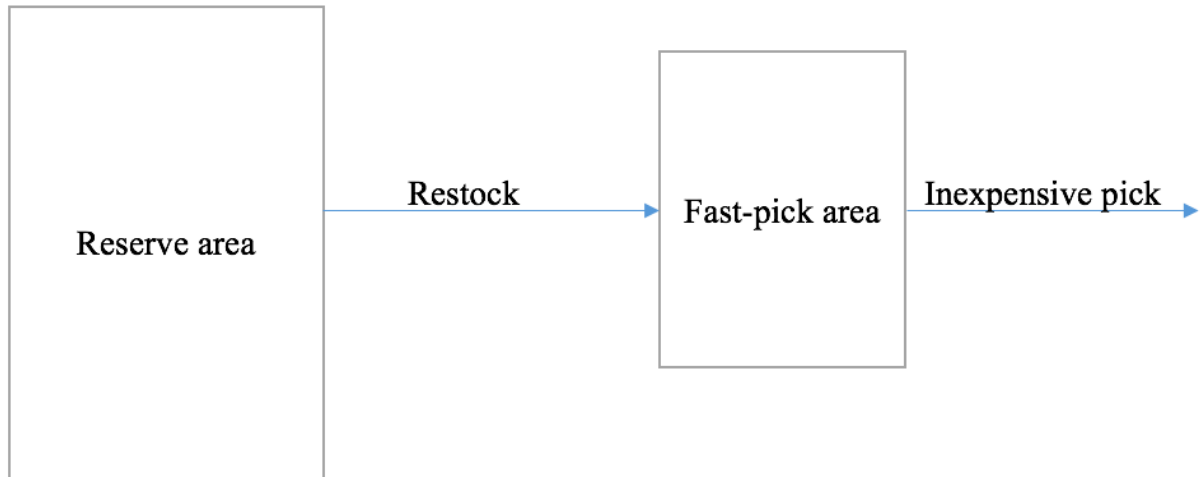 Reserve area
Restock
Fast-pick area
Inexpensive pick